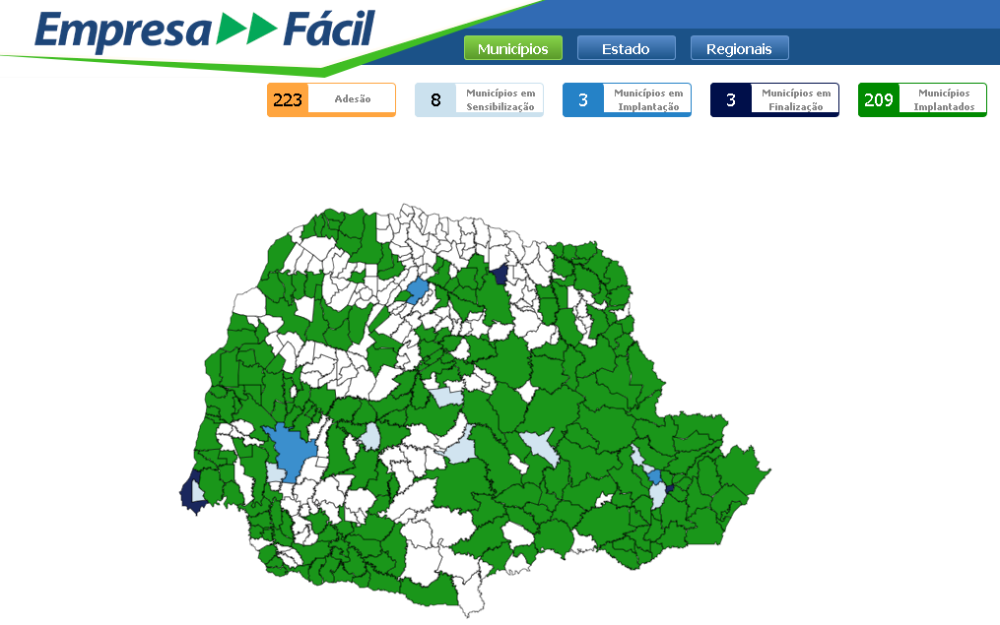 Empresa Fácil
Municípios Estado Regionais
223 Adesão
8 Municípios em
Sensibilização
3 Municípios em
Implantação
3 Municípios em
Finalização
209 Municípios
Implantados